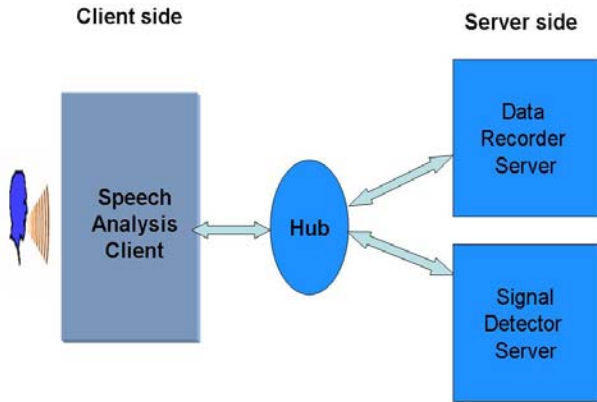 Client side
Server side
Speech
Analysis
Client
Hub
Data
Recorder
Server
Signal
Detector
Server